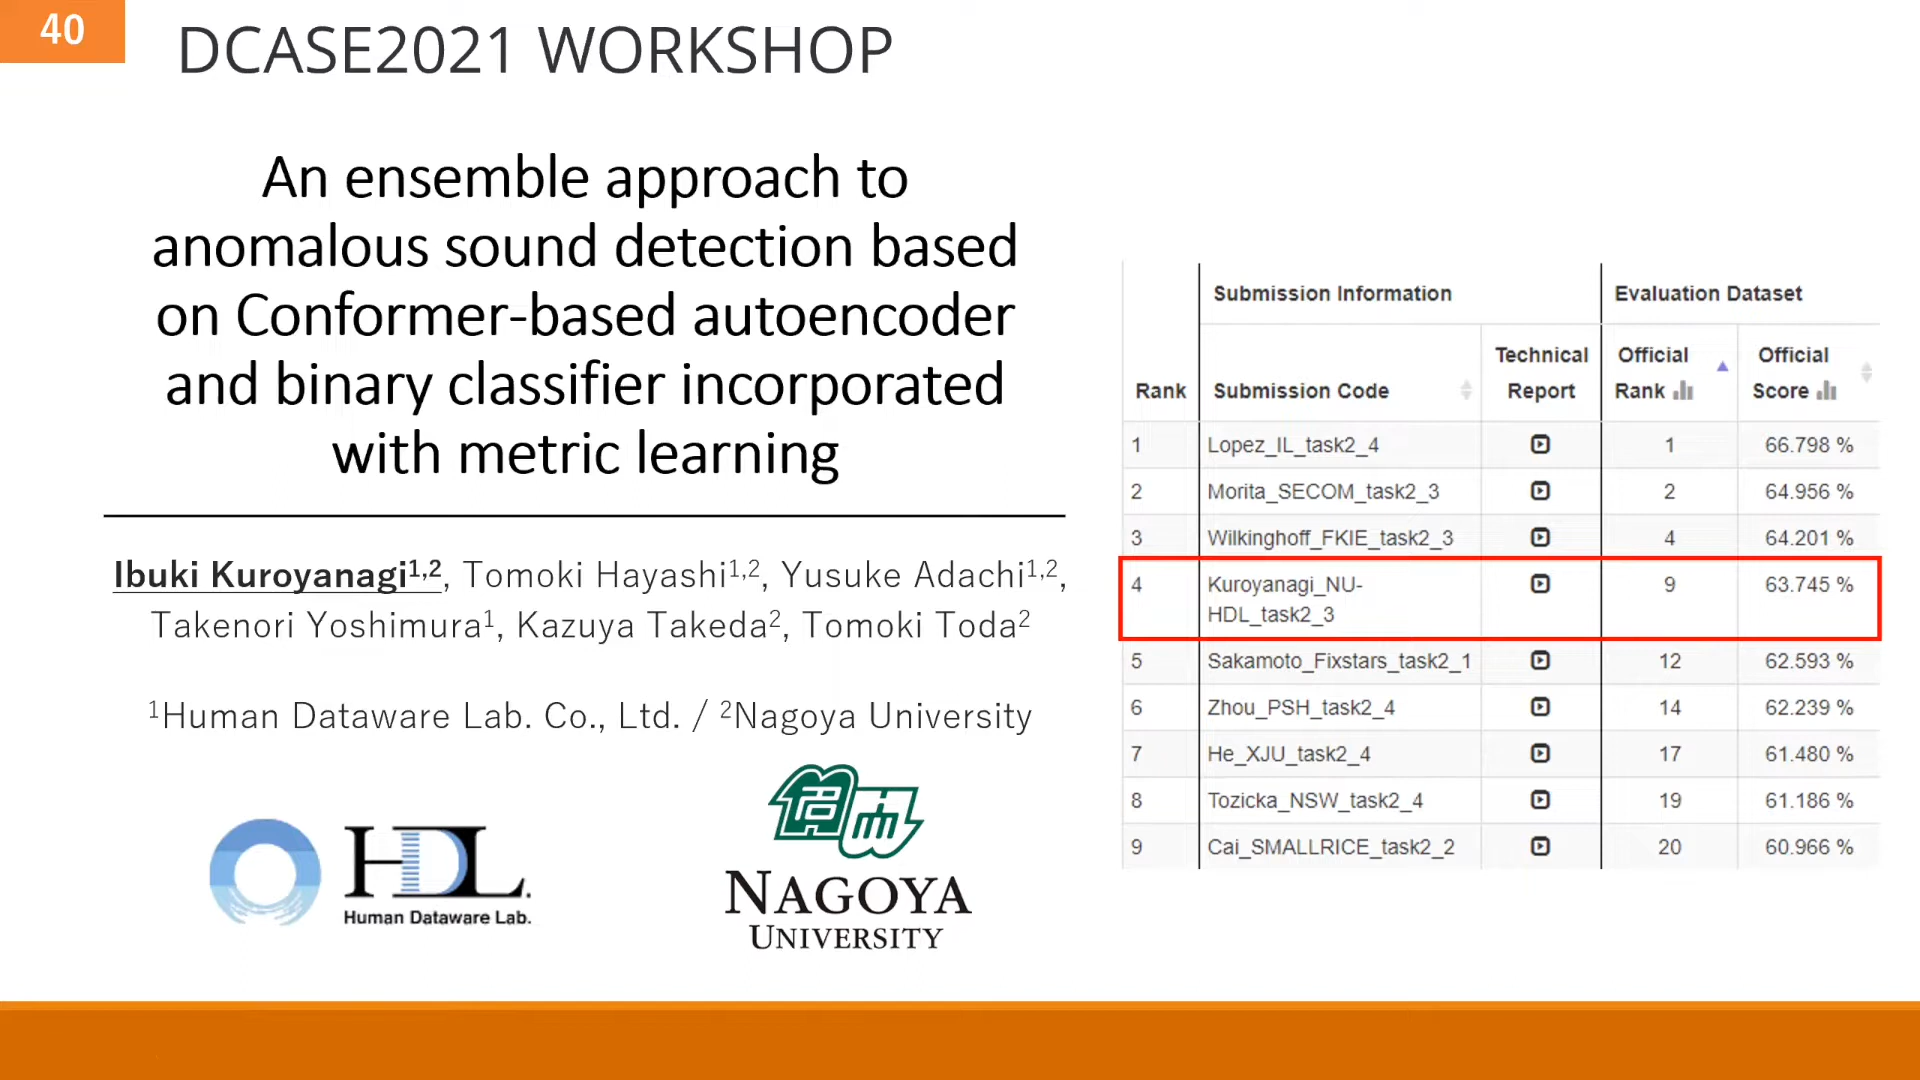 40
DCASE2021 WORKSHOP
An ensemble approach to
anomalous sound detection based
on Conformer-based autoencoder
and binary classifier incorporated
with metric learning
Ibuki Kuroyanagi1,2, Tomoki Hayashi1,2, Yusuke Adachi1,2,
Takenori Yoshimura1, Kazuya Takeda2, Tomoki Toda2
1Human Dataware Lab. Co., Ltd. / 2Nagoya University
HDL.
Human Dataware Lab.
NAGOYA
UNIVERSITY
Submission Information Evaluation Dataset
Rank Submission Code Technical Report Official Rank Official Score
1 Lopez_IL_task2_4 1 66.798 %
2 Morita_SECOM_task2_3 2 64.956 %
3 Wilkinghoff_FKIE_task2_3 4 64.201 %
4 Kuroyanagi_NU- 9 63.745 %
HDL_task2_3
5 Sakamoto_Fixstars_task2_1 12 62.593 %
6 Zhou_PSH_task2_4 14 62.239 %
7 He_XJU_task2_4 17 61.480 %
8 Tozicka_NSW_task2_4 19 61.186 %
9 Cai_SMALLRICE_task2_2 20 60.966 %